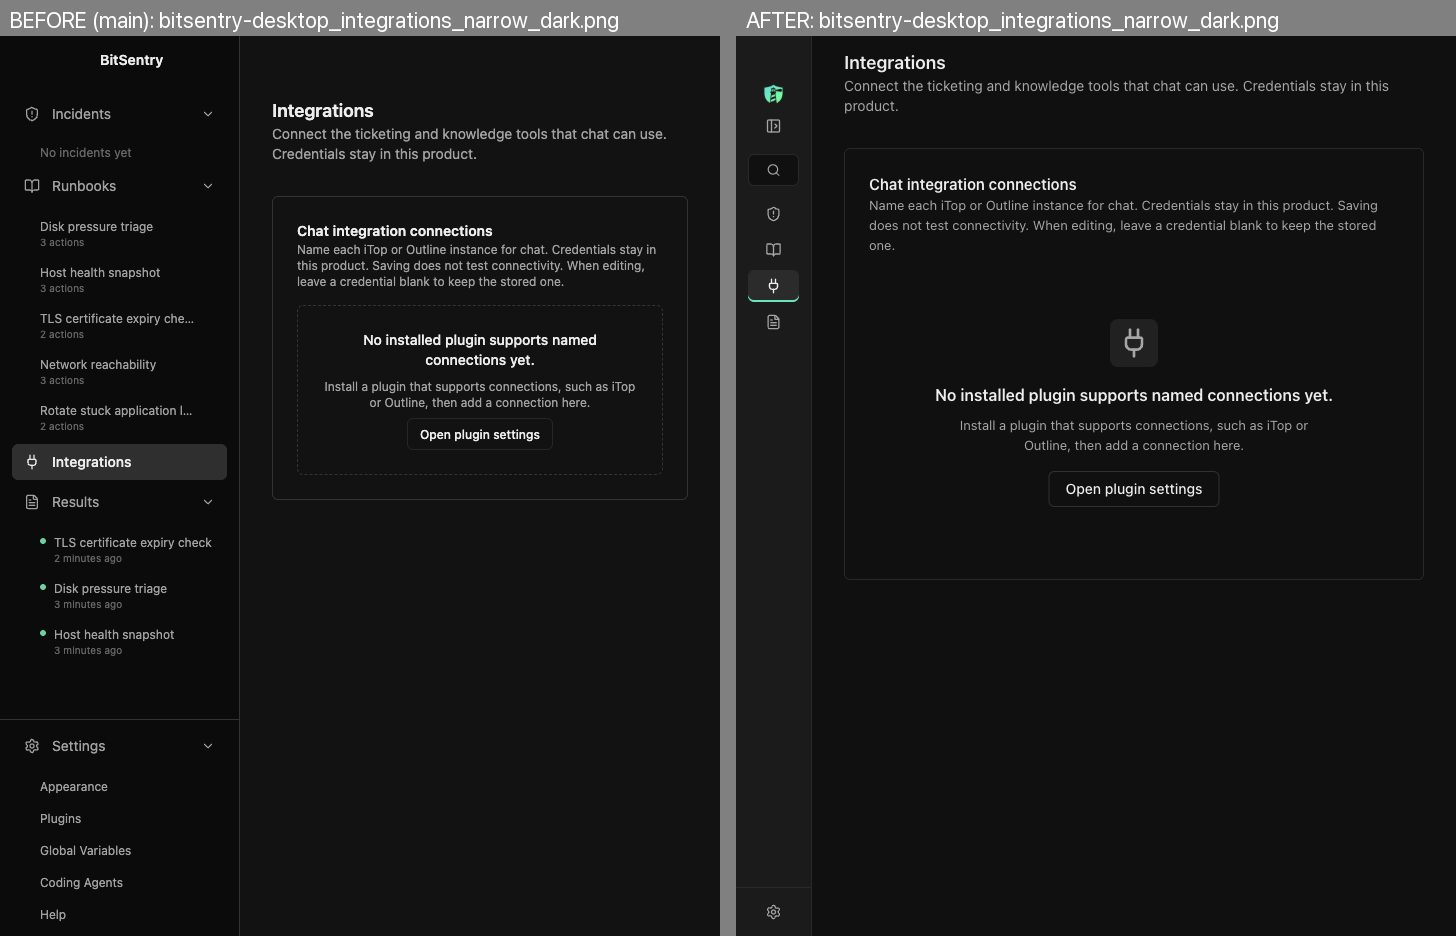 BEFORE (main): bitsentry-desktop_integrations_narrow_dark.png
BitSentry
Incidents
No incidents yet
Runbooks
Disk pressure triage
3 actions
Host health snapshot
3 actions
TLS certificate expiry che...
2 actions
Network reachability
3 actions
Rotate stuck application l...
2 actions
Integrations
Results
TLS certificate expiry check
2 minutes ago
Disk pressure triage
3 minutes ago
Host health snapshot
3 minutes ago
Settings
Appearance
Plugins
Global Variables
Coding Agents
Help
Integrations
Connect the ticketing and knowledge tools that chat can use.
Credentials stay in this product.
Chat integration connections
Name each iTop or Outline instance for chat. Credentials stay in
this product. Saving does not test connectivity. When editing,
leave a credential blank to keep the stored one.
No installed plugin supports named
connections yet.
Install a plugin that supports connections, such as iTop
or Outline, then add a connection here.
Open plugin settings
AFTER: bitsentry-desktop_integrations_narrow_dark.png
Integrations
Connect the ticketing and knowledge tools that chat can use. Credentials stay in this
product.
Chat integration connections
Name each iTop or Outline instance for chat. Credentials stay in this product. Saving
does not test connectivity. When editing, leave a credential blank to keep the stored
one.
No installed plugin supports named connections yet.
Install a plugin that supports connections, such as iTop or
Outline, then add a connection here.
Open plugin settings